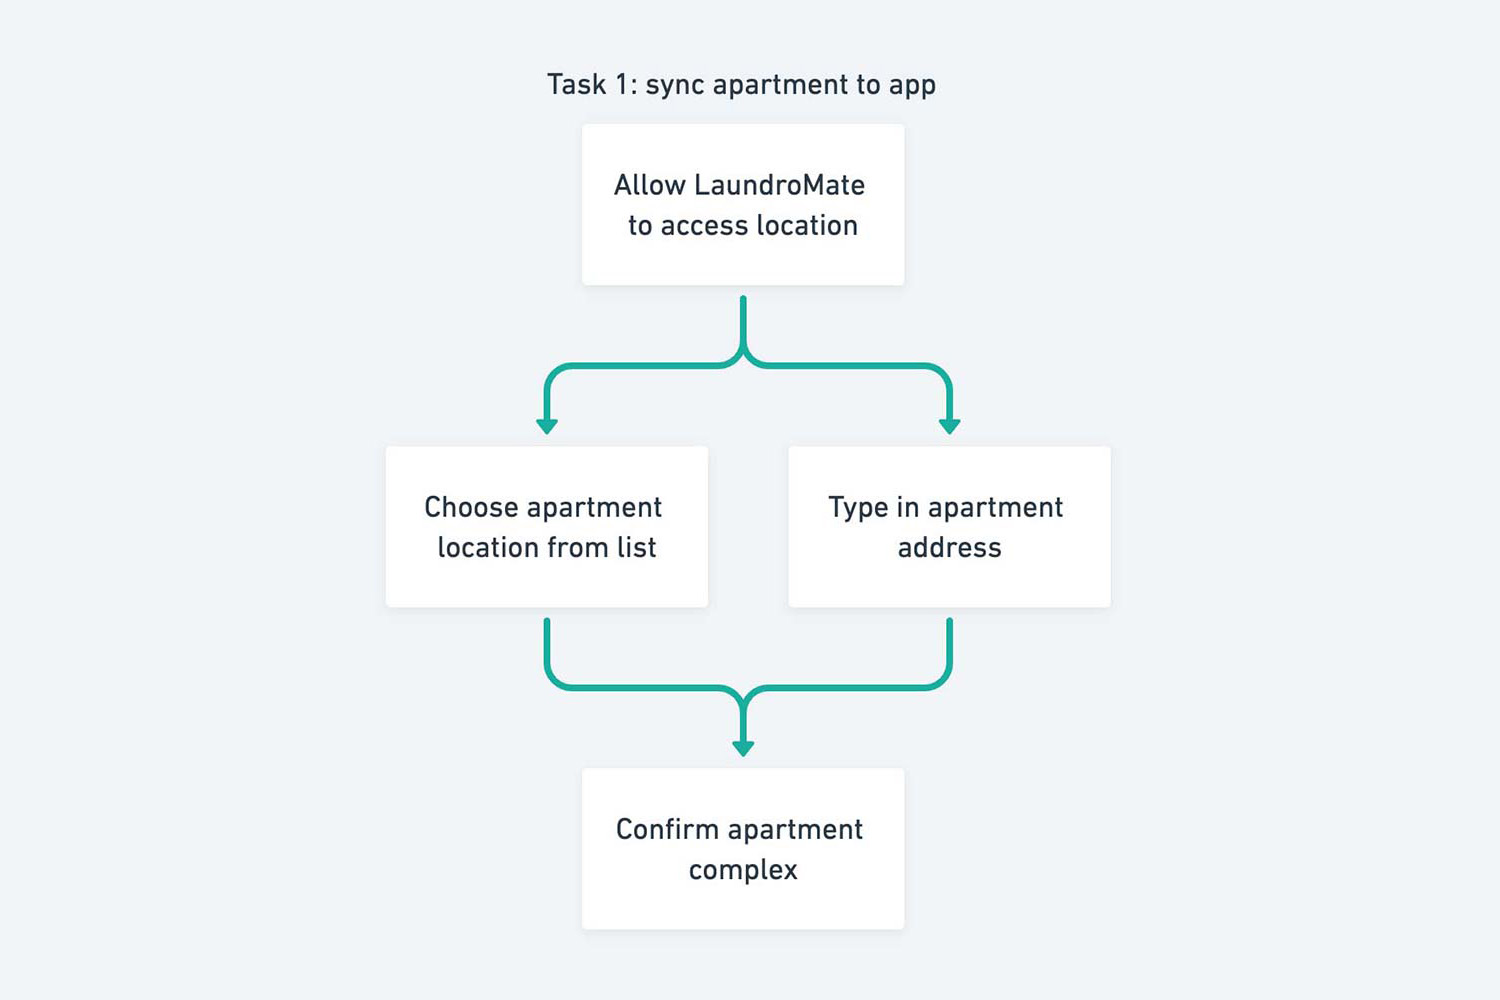 Task 1: sync apartment to app
Allow LaundroMate
to access location
Choose apartment
location from list
Type in apartment
address
Confirm apartment
complex